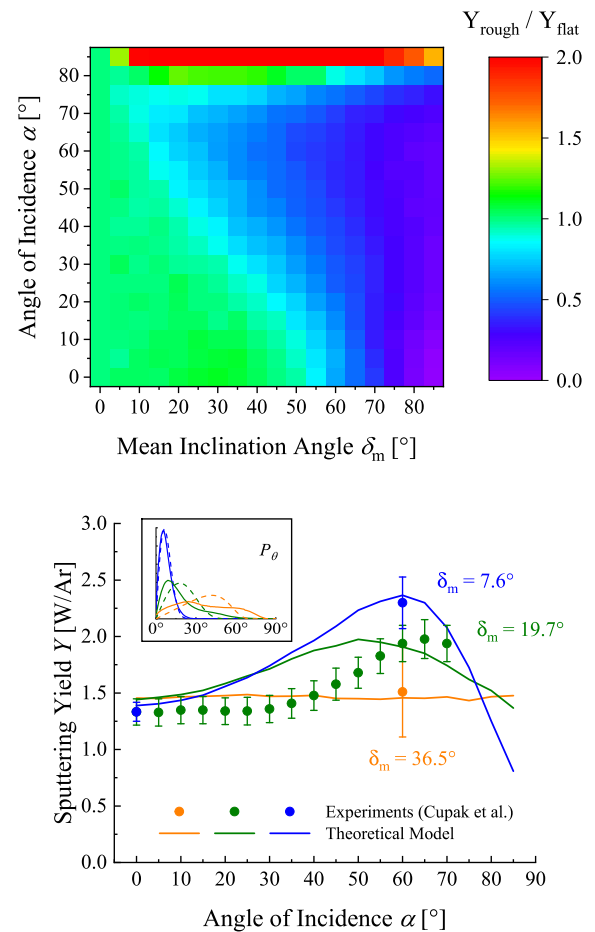 Y_rough / Y_flat
2.0
1.5
1.0
0.5
0.0
Angle of Incidence α [°]
80
70
60
50
40
30
20
10
0
0 10 20 30 40 50 60 70 80
Mean Inclination Angle δ_m [°]
Sputtering Yield Y [W/Ar]
3.0
2.5
2.0
1.5
1.0
0.5
0.0
P_θ
0° 30° 60° 90°
δ_m = 7.6°
δ_m = 19.7°
δ_m = 36.5°
Experiments (Cupak et al.)
Theoretical Model
0 10 20 30 40 50 60 70 80 90
Angle of Incidence α [°]